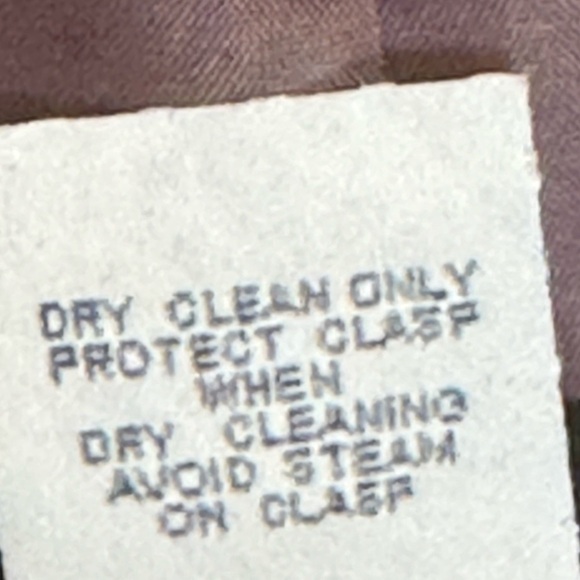 DRY CLEAN ONLY
PROTECT CLASP
WHEN
DRY CLEANING
AVOID STEAM
ON CLASP